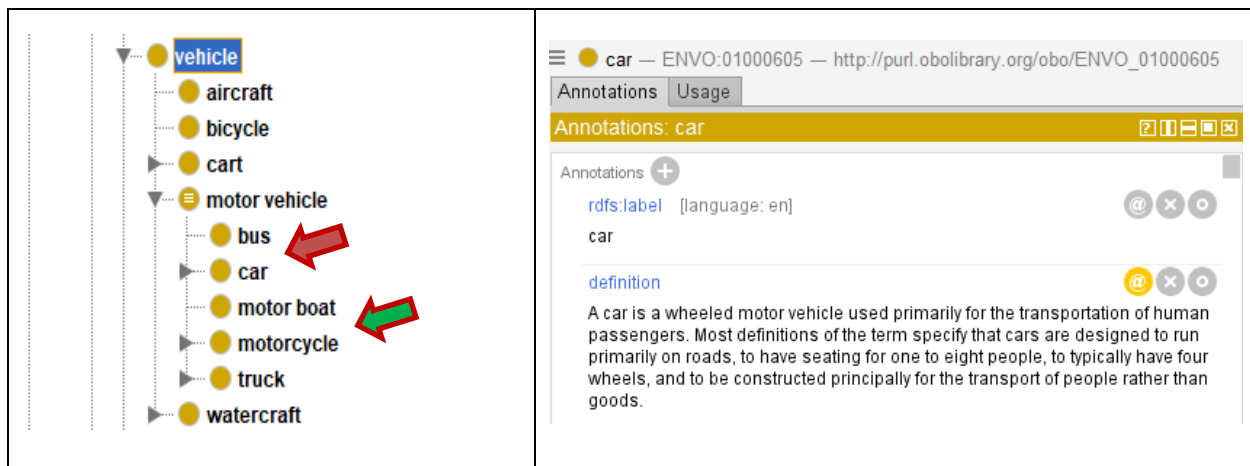 vehicle
aircraft
bicycle
cart
motor vehicle
bus
car
motor boat
motorcycle
truck
watercraft
car — ENVO:01000605 — http://purl.obolibrary.org/obo/ENVO_01000605
Annotations Usage
Annotations: car
Annotations
rdfs:label [language: en]
car
definition
A car is a wheeled motor vehicle used primarily for the transportation of human
passengers. Most definitions of the term specify that cars are designed to run
primarily on roads, to have seating for one to eight people, to typically have four
wheels, and to be constructed principally for the transport of people rather than
goods.